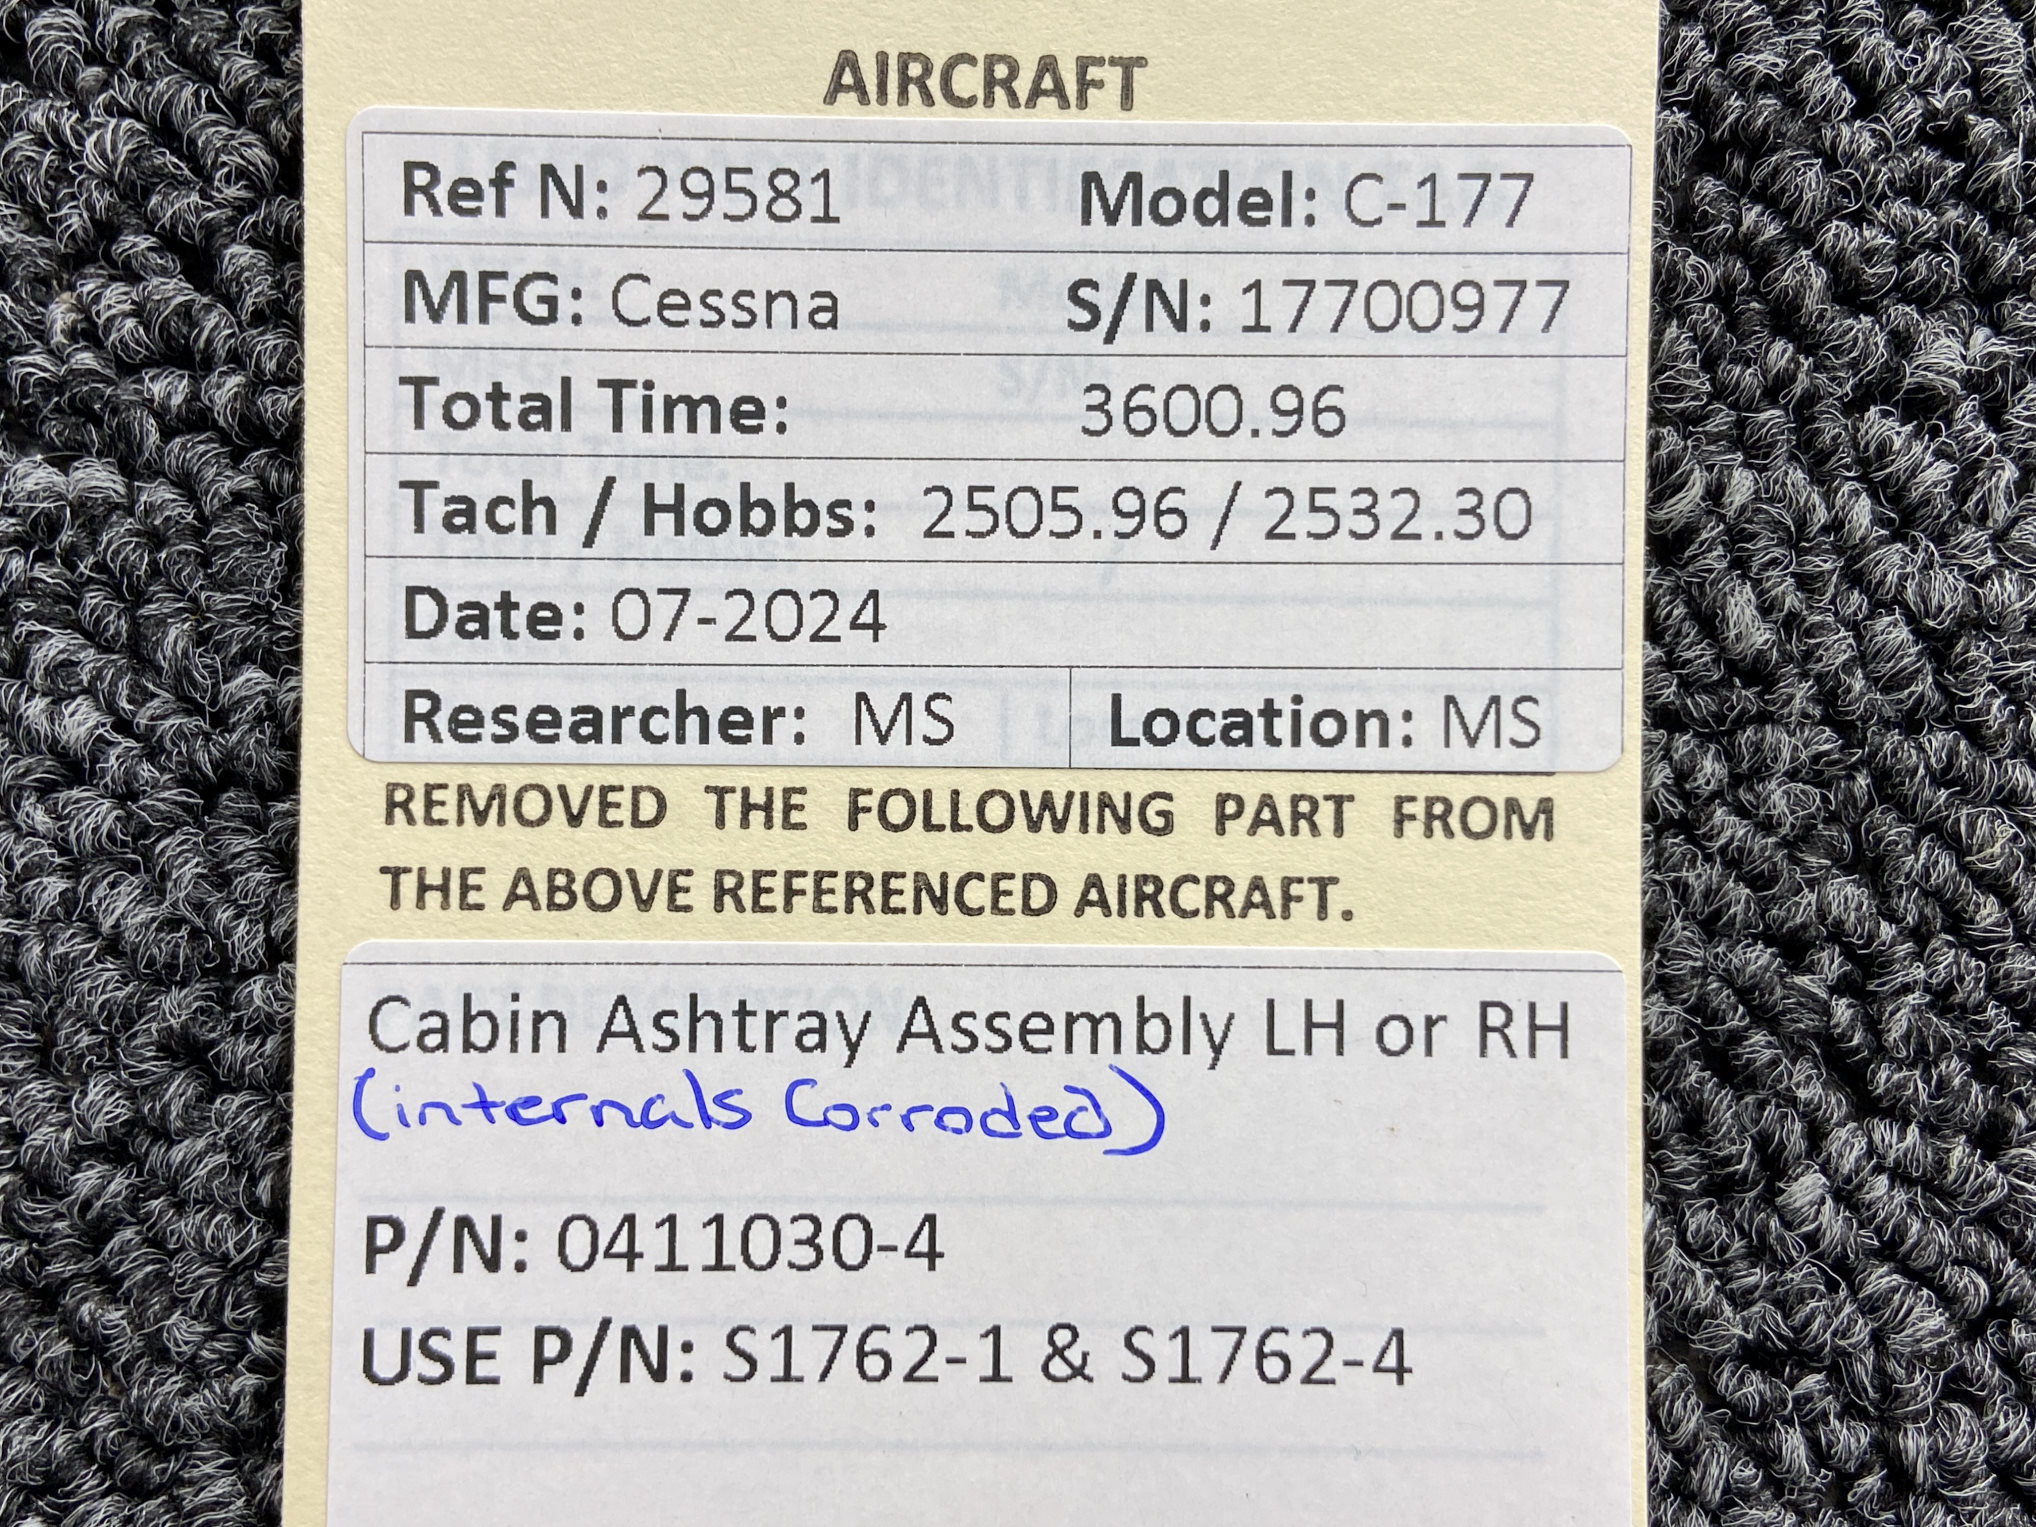 AIRCRAFT
Ref N: 29581 Model: C-177
MFG: Cessna S/N: 17700977
Total Time: 3600.96
Tach / Hobbs: 2505.96 / 2532.30
Date: 07-2024
Researcher: MS Location: MS
REMOVED THE FOLLOWING PART FROM
THE ABOVE REFERENCED AIRCRAFT.
Cabin Ashtray Assembly LH or RH
(internals Corroded)
P/N: 0411030-4
USE P/N: S1762-1 & S1762-4